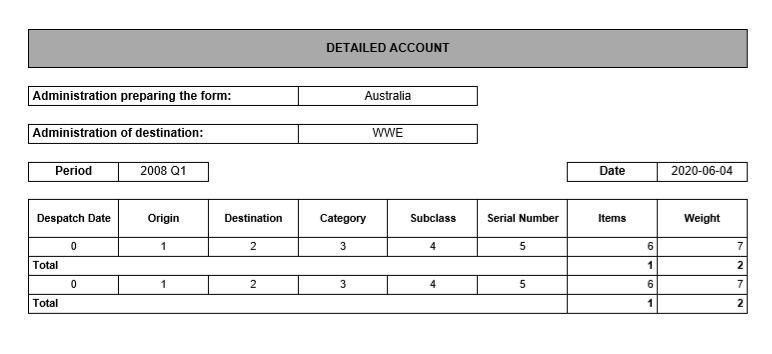 DETAILED ACCOUNT
Administration preparing the form: Australia
Administration of destination: WWE
Period 2008 Q1 Date 2020-06-04
Despatch Date Origin Destination Category Subclass Serial Number Items Weight
0 1 2 3 4 5 6 7
Total 1 2
0 1 2 3 4 5 6 7
Total 1 2